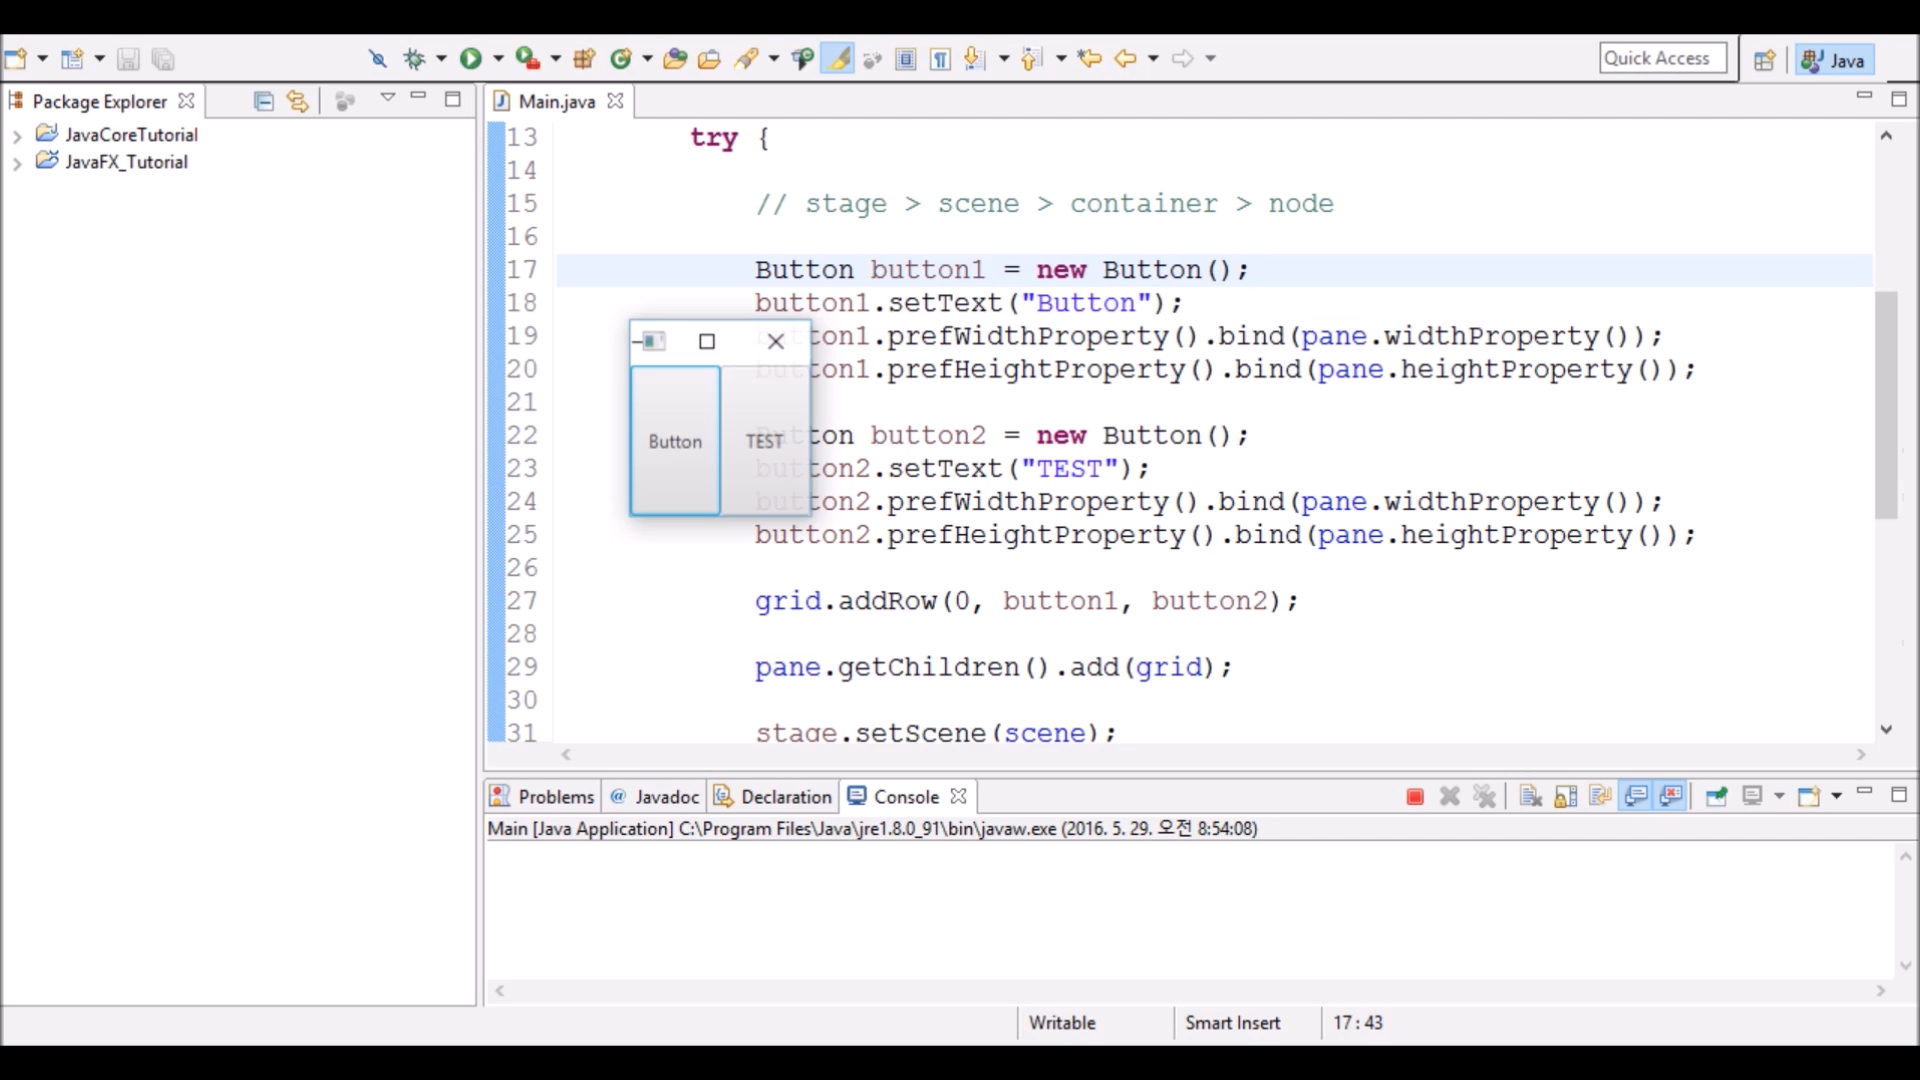 Quick Access
Java
Package Explorer
JavaCoreTutorial
JavaFX_Tutorial
Main.java
13 try {
14
15 // stage > scene > container > node
16
17 Button button1 = new Button();
18 button1.setText("Button");
19 ton1.prefWidthProperty().bind(pane.widthProperty());
20 ton1.prefHeightProperty().bind(pane.heightProperty());
21
22 ton button2 = new Button();
23 button2.setText("TEST");
24 button2.prefWidthProperty().bind(pane.widthProperty());
25 button2.prefHeightProperty().bind(pane.heightProperty());
26
27 grid.addRow(0, button1, button2);
28
29 pane.getChildren().add(grid);
30
31 stage.setScene(scene);
Button
TEST
Problems
@ Javadoc
Declaration
Console
Main [Java Application] C:\Program Files\Java\jre1.8.0_91\bin\javaw.exe (2016. 5. 29. 오전 8:54:08)
Writable
Smart Insert
17 : 43